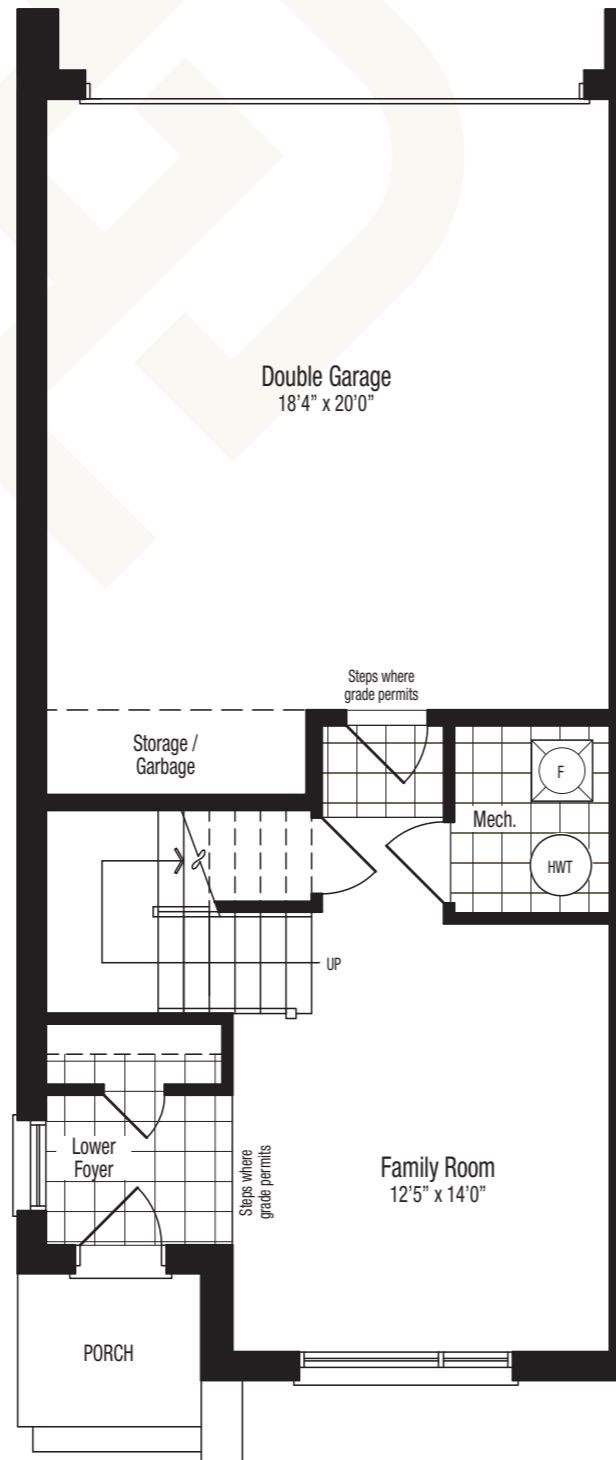 Double Garage
18’4” x 20’0”
Steps where
grade permits
Storage /
Garbage
F
Mech.
HWT
UP
Lower
Foyer
Steps where
grade permits
Family Room
12’5” x 14’0”
PORCH